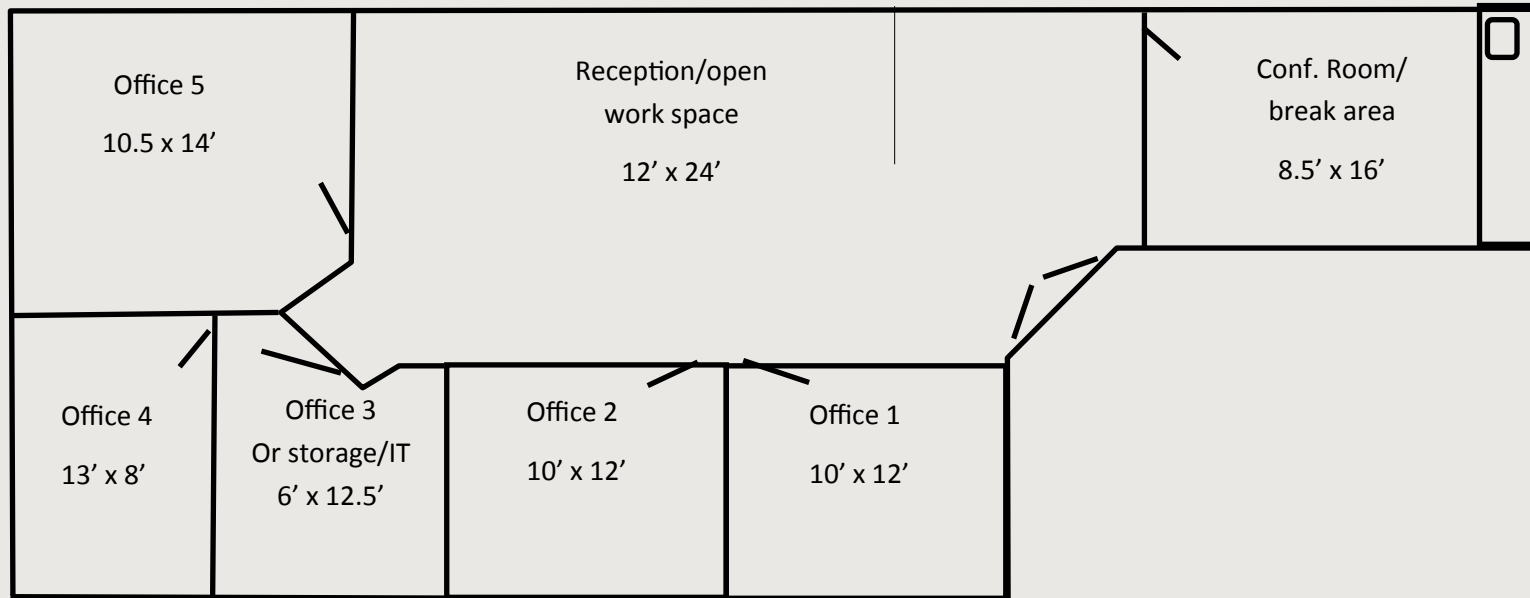 Office 5
10.5 x 14’
Reception/open
work space
12’ x 24’
Conf. Room/
break area
8.5’ x 16’
Office 4
13’ x 8’
Office 3
Or storage/IT
6’ x 12.5’
Office 2
10’ x 12’
Office 1
10’ x 12’